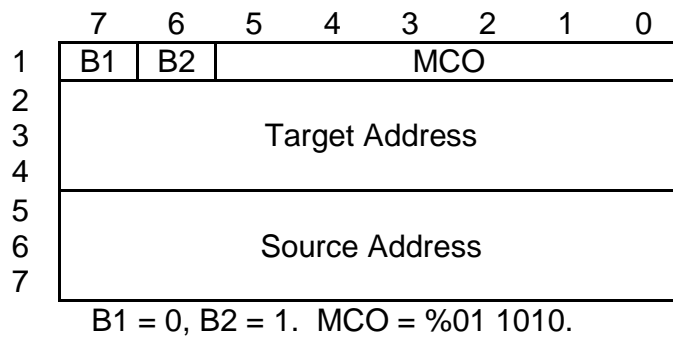 7 6 5 4 3 2 1 0
1 B1 B2 MCO
2
3 Target Address
4
5
6 Source Address
7
B1 = 0, B2 = 1. MCO = %01 1010.